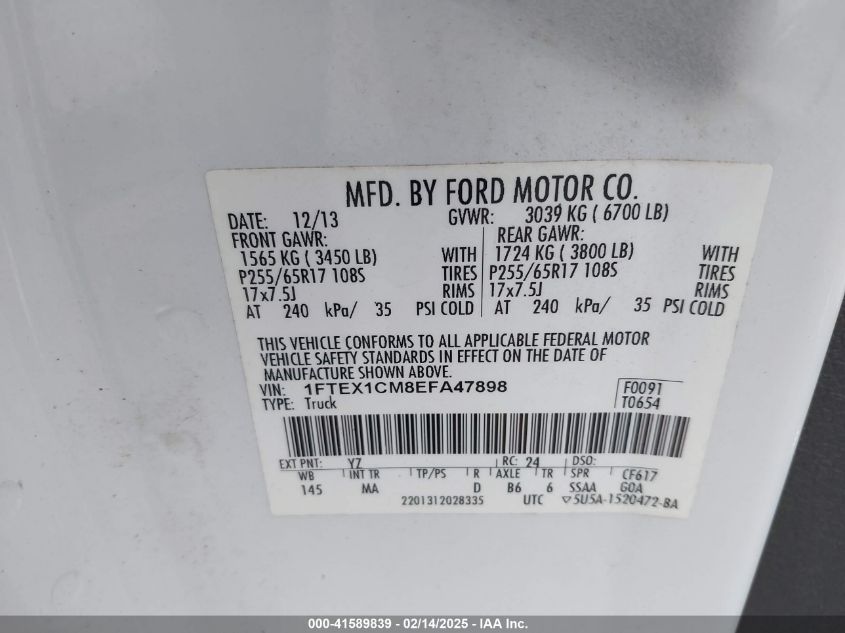 MFD. BY FORD MOTOR CO.
DATE: 12/13 GVWR: 3039 KG ( 6700 LB)
FRONT GAWR: REAR GAWR:
1565 KG ( 3450 LB) WITH 1724 KG ( 3800 LB) WITH
P255/65R17 108S TIRES P255/65R17 108S TIRES
17x7.5J RIMS 17x7.5J RIMS
AT 240 kPa/ 35 PSI COLD AT 240 kPa/ 35 PSI COLD
THIS VEHICLE CONFORMS TO ALL APPLICABLE FEDERAL MOTOR
VEHICLE SAFETY STANDARDS IN EFFECT ON THE DATE OF
MANUFACTURE SHOWN ABOVE.
VIN: 1FTEX1CM8EFA47898 F0091
TYPE: Truck T0654
EXT PNT: YZ RC: 24 DSO:
WB INT TR TP/PS R AXLE TR SPR CF617
145 MA D B6 6 SSAA GOA
2201312028335 UTC ▽5U5A-1520472-BA
000-41589839 - 02/14/2025 - IAA Inc.